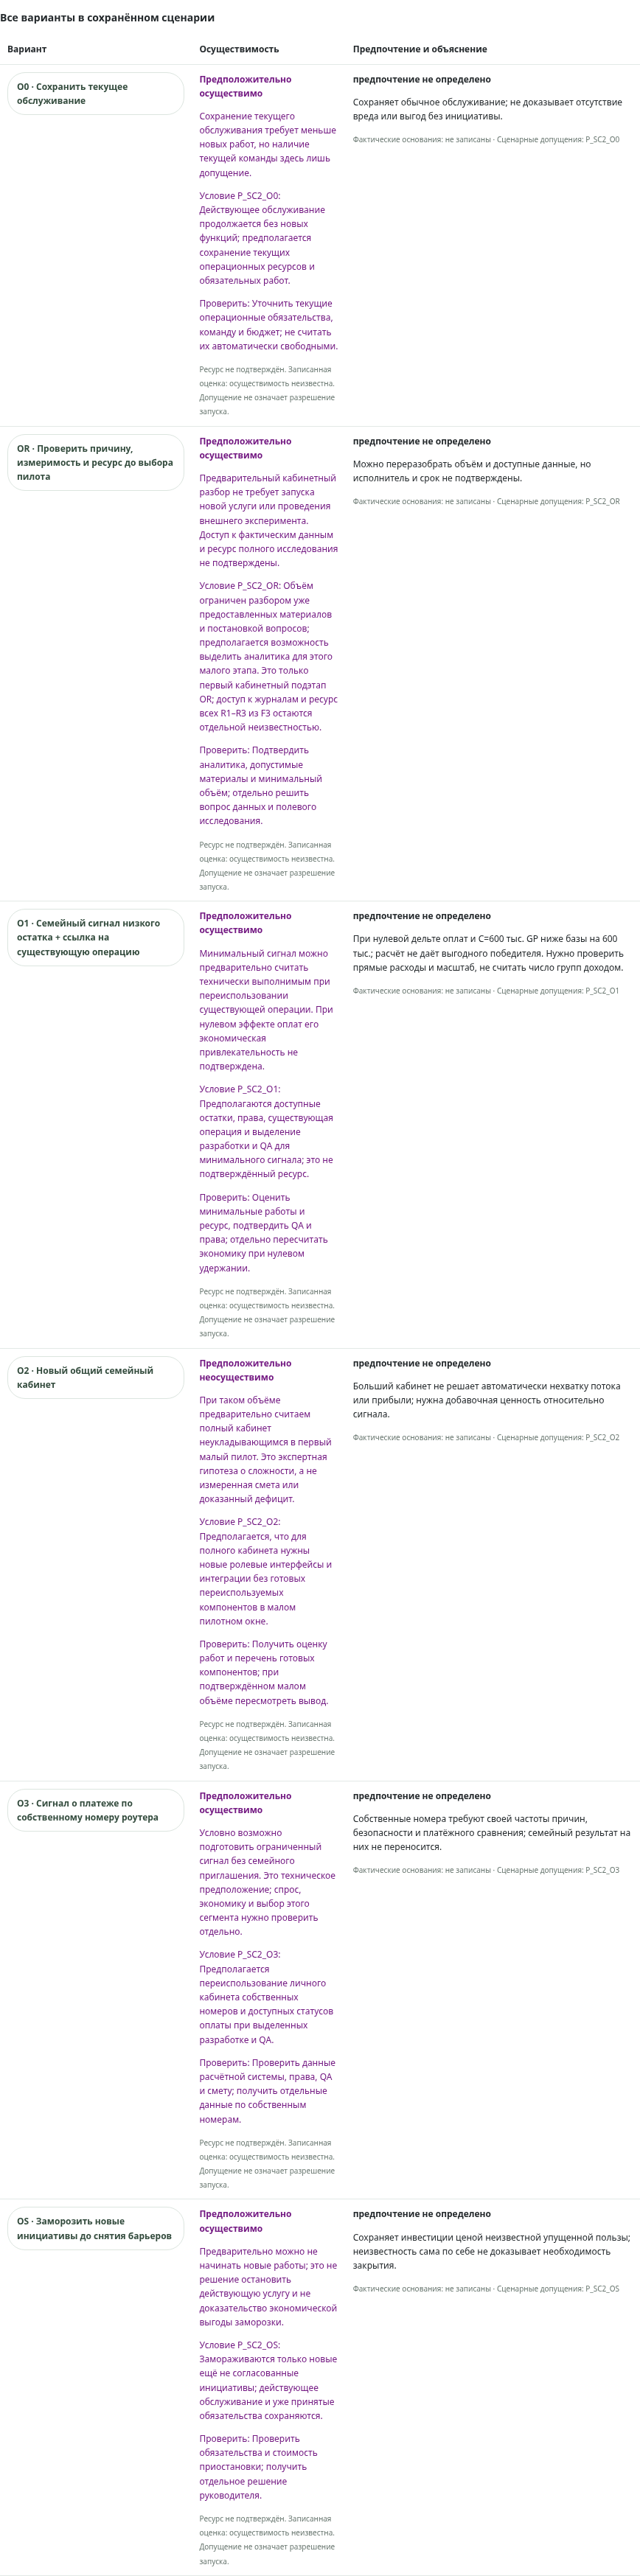 Все варианты в сохранённом сценарии
Вариант
Осуществимость
Предпочтение и объяснение
O0 · Сохранить текущее
обслуживание
Предположительно
осуществимо
Сохранение текущего
обслуживания требует меньше
новых работ, но наличие
текущей команды здесь лишь
допущение.
Условие P_SC2_O0:
Действующее обслуживание
продолжается без новых
функций; предполагается
сохранение текущих
операционных ресурсов и
обязательных работ.
Проверить: Уточнить текущие
операционные обязательства,
команду и бюджет; не считать
их автоматически свободными.
Ресурс не подтверждён. Записанная
оценка: осуществимость неизвестна.
Допущение не означает разрешение
запуска.
предпочтение не определено
Сохраняет обычное обслуживание; не доказывает отсутствие
вреда или выгод без инициативы.
Фактические основания: не записаны · Сценарные допущения: P_SC2_O0
OR · Проверить причину,
измеримость и ресурс до выбора
пилота
Предположительно
осуществимо
Предварительный кабинетный
разбор не требует запуска
новой услуги или проведения
внешнего эксперимента.
Доступ к фактическим данным
и ресурс полного исследования
не подтверждены.
Условие P_SC2_OR: Объём
ограничен разбором уже
предоставленных материалов
и постановкой вопросов;
предполагается возможность
выделить аналитика для этого
малого этапа. Это только
первый кабинетный подэтап
OR; доступ к журналам и ресурс
всех R1–R3 из F3 остаются
отдельной неизвестностью.
Проверить: Подтвердить
аналитика, допустимые
материалы и минимальный
объём; отдельно решить
вопрос данных и полевого
исследования.
Ресурс не подтверждён. Записанная
оценка: осуществимость неизвестна.
Допущение не означает разрешение
запуска.
предпочтение не определено
Можно переразобрать объём и доступные данные, но
исполнитель и срок не подтверждены.
Фактические основания: не записаны · Сценарные допущения: P_SC2_OR
O1 · Семейный сигнал низкого
остатка + ссылка на
существующую операцию
Предположительно
осуществимо
Минимальный сигнал можно
предварительно считать
технически выполнимым при
переиспользовании
существующей операции. При
нулевом эффекте оплат его
экономическая
привлекательность не
подтверждена.
Условие P_SC2_O1:
Предполагаются доступные
остатки, права, существующая
операция и выделение
разработки и QA для
минимального сигнала; это не
подтверждённый ресурс.
Проверить: Оценить
минимальные работы и
ресурс, подтвердить QA и
права; отдельно пересчитать
экономику при нулевом
удержании.
Ресурс не подтверждён. Записанная
оценка: осуществимость неизвестна.
Допущение не означает разрешение
запуска.
предпочтение не определено
При нулевой дельте оплат и C=600 тыс. GP ниже базы на 600
тыс.; расчёт не даёт выгодного победителя. Нужно проверить
прямые расходы и масштаб, не считать число групп доходом.
Фактические основания: не записаны · Сценарные допущения: P_SC2_O1
O2 · Новый общий семейный
кабинет
Предположительно
неосуществимо
При таком объёме
предварительно считаем
полный кабинет
неукладывающимся в первый
малый пилот. Это экспертная
гипотеза о сложности, а не
измеренная смета или
доказанный дефицит.
Условие P_SC2_O2:
Предполагается, что для
полного кабинета нужны
новые ролевые интерфейсы и
интеграции без готовых
переиспользуемых
компонентов в малом
пилотном окне.
Проверить: Получить оценку
работ и перечень готовых
компонентов; при
подтверждённом малом
объёме пересмотреть вывод.
Ресурс не подтверждён. Записанная
оценка: осуществимость неизвестна.
Допущение не означает разрешение
запуска.
предпочтение не определено
Больший кабинет не решает автоматически нехватку потока
или прибыли; нужна добавочная ценность относительно
сигнала.
Фактические основания: не записаны · Сценарные допущения: P_SC2_O2
O3 · Сигнал о платеже по
собственному номеру роутера
Предположительно
осуществимо
Условно возможно
подготовить ограниченный
сигнал без семейного
приглашения. Это техническое
предположение; спрос,
экономику и выбор этого
сегмента нужно проверить
отдельно.
Условие P_SC2_O3:
Предполагается
переиспользование личного
кабинета собственных
номеров и доступных статусов
оплаты при выделенных
разработке и QA.
Проверить: Проверить данные
расчётной системы, права, QA
и смету; получить отдельные
данные по собственным
номерам.
Ресурс не подтверждён. Записанная
оценка: осуществимость неизвестна.
Допущение не означает разрешение
запуска.
предпочтение не определено
Собственные номера требуют своей частоты причин,
безопасности и платёжного сравнения; семейный результат на
них не переносится.
Фактические основания: не записаны · Сценарные допущения: P_SC2_O3
OS · Заморозить новые
инициативы до снятия барьеров
Предположительно
осуществимо
Предварительно можно не
начинать новые работы; это не
решение остановить
действующую услугу и не
доказательство экономической
выгоды заморозки.
Условие P_SC2_OS:
Замораживаются только новые
ещё не согласованные
инициативы; действующее
обслуживание и уже принятые
обязательства сохраняются.
Проверить: Проверить
обязательства и стоимость
приостановки; получить
отдельное решение
руководителя.
Ресурс не подтверждён. Записанная
оценка: осуществимость неизвестна.
Допущение не означает разрешение
запуска.
предпочтение не определено
Сохраняет инвестиции ценой неизвестной упущенной пользы;
неизвестность сама по себе не доказывает необходимость
закрытия.
Фактические основания: не записаны · Сценарные допущения: P_SC2_OS